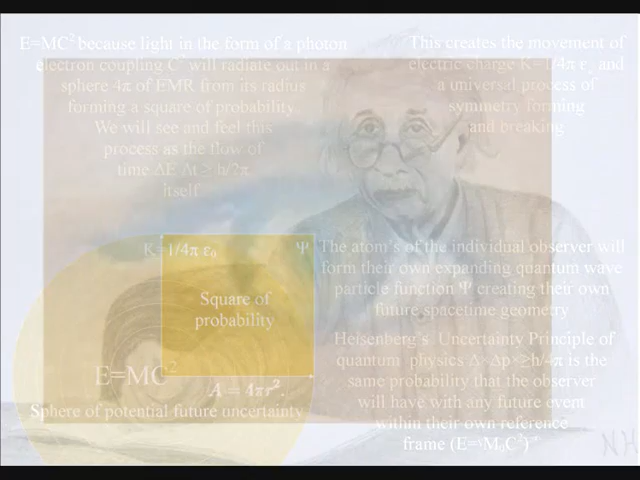 E=MC² because light in the form of a photon
electron coupling C² will radiate out in a
sphere 4π of EMR from its radius
forming a square of probability.
We will see and feel this
process as the flow of
time ΔE Δt ≥ h/2π
itself
This creates the movement of
electric charge K=1/4π ε₀ and
a universal process of
symmetry forming
and breaking
K= 1/4π ε₀
Ψ
Square of
probability
E=MC²
A = 4πr².
Sphere of potential future uncertainty
The atom's of the individual observer will
form their own expanding quantum wave
particle function Ψ creating their own
future spacetime geometry
Heisenberg's Uncertainty Principle of
quantum physics Δ×Δp×≥h/4π is the
same probability that the observer
will have with any future event
within their own reference
frame
NH